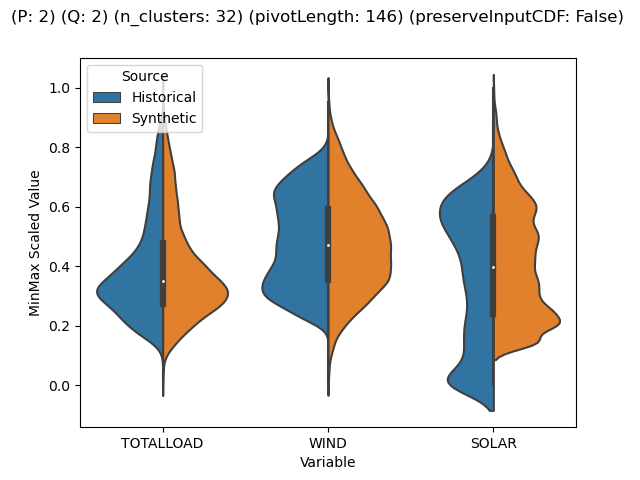 (P: 2) (Q: 2) (n_clusters: 32) (pivotLength: 146) (preserveInputCDF: False)
Source
Historical
Synthetic
MinMax Scaled Value
1.0
0.8
0.6
0.4
0.2
0.0
TOTALLOAD WIND SOLAR
Variable